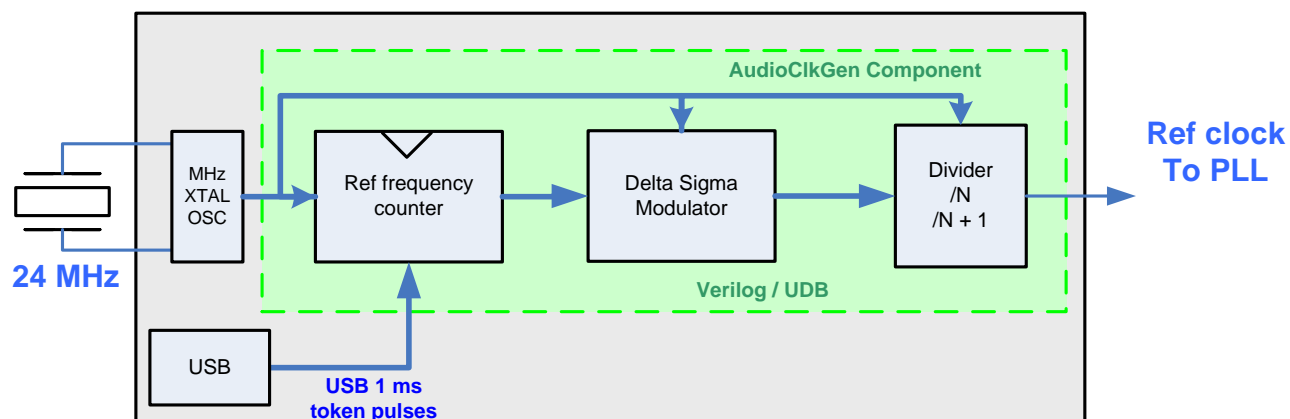 AudioClkGen Component
Ref clock
To PLL
MHz
XTAL
OSC
Ref frequency
counter
Delta Sigma
Modulator
Divider
/N
/N + 1
24 MHz
Verilog / UDB
USB
USB 1 ms
token pulses